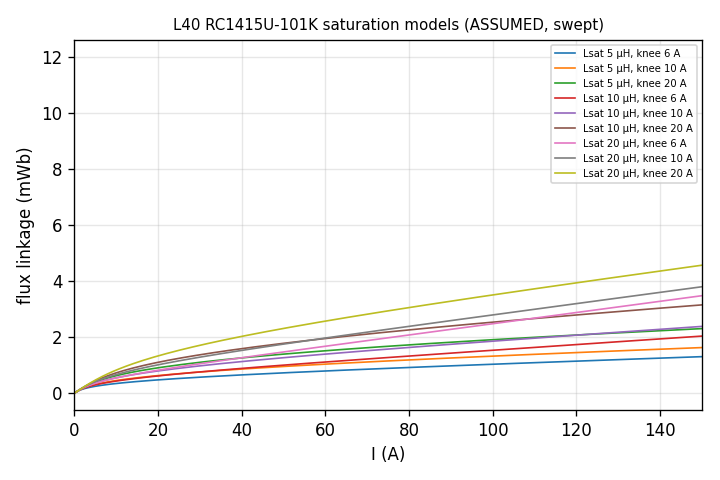 L40 RC1415U-101K saturation models (ASSUMED, swept)
Lsat 5 µH, knee 6 A
Lsat 5 µH, knee 10 A
Lsat 5 µH, knee 20 A
Lsat 10 µH, knee 6 A
Lsat 10 µH, knee 10 A
Lsat 10 µH, knee 20 A
Lsat 20 µH, knee 6 A
Lsat 20 µH, knee 10 A
Lsat 20 µH, knee 20 A
flux linkage (mWb)
12
10
8
6
4
2
0
0 20 40 60 80 100 120 140
I (A)